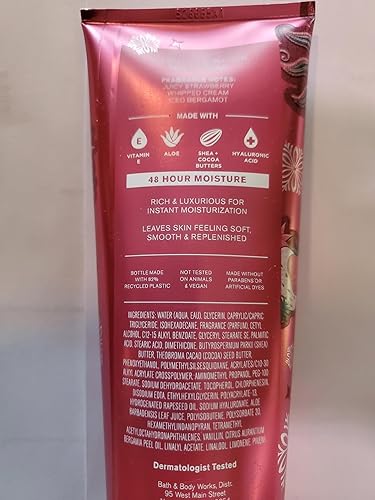 FRAGRANCE NOTES:
JUICY STRAWBERRY
WHIPPED CREAM
ICED BERGAMOT
MADE WITH
E
VITAMIN E
ALOE
SHEA + COCOA BUTTERS
HYALURONIC ACID
48 HOUR MOISTURE
RICH & LUXURIOUS FOR
INSTANT MOISTURIZATION
LEAVES SKIN FEELING SOFT,
SMOOTH & REPLENISHED
BOTTLE MADE WITH 82% RECYCLED PLASTIC
NOT TESTED ON ANIMALS & VEGAN
MADE WITHOUT PARABENS OR ARTIFICIAL DYES
INGREDIENTS: WATER (AQUA, EAU), GLYCERIN, CAPRYLIC/CAPRIC
TRIGLYCERIDE, ISOHEXADECANE, FRAGRANCE (PARFUM), CETYL
ALCOHOL, C12-15 ALKYL BENZOATE, GLYCERYL STEARATE SE, PALMITIC
ACID, STEARIC ACID, DIMETHICONE, BUTYROSPERMUM PARKII (SHEA)
BUTTER, THEOBROMA CACAO (COCOA) SEED BUTTER,
PHENOXYETHANOL, POLYMETHYLSILSESQUIOXANE, ACRYLATES/C10-30
ALKYL ACRYLATE CROSSPOLYMER, AMINOMETHYL PROPANOL, PEG-100
STEARATE, SODIUM DEHYDROACETATE, TOCOPHEROL, CHLORPHENESIN,
DISODIUM EDTA, ETHYLHEXYLGLYCERIN, POLYACRYLATE-13,
HYDROGENATED RAPESEED OIL, SODIUM HYALURONATE, ALOE
BARBADENSIS LEAF JUICE, POLYISOBUTENE, POLYSORBATE 20,
HEXAMETHYLINDANOPYRAN, TETRAMETHYL
ACETYLOCTAHYDRONAPHTHALENES, VANILLIN, CITRUS AURANTIUM
BERGAMIA PEEL OIL, LINALYL ACETATE, LINALOOL, LIMONENE, PINENE
Dermatologist Tested
Bath & Body Works, Distr.
95 West Main Street